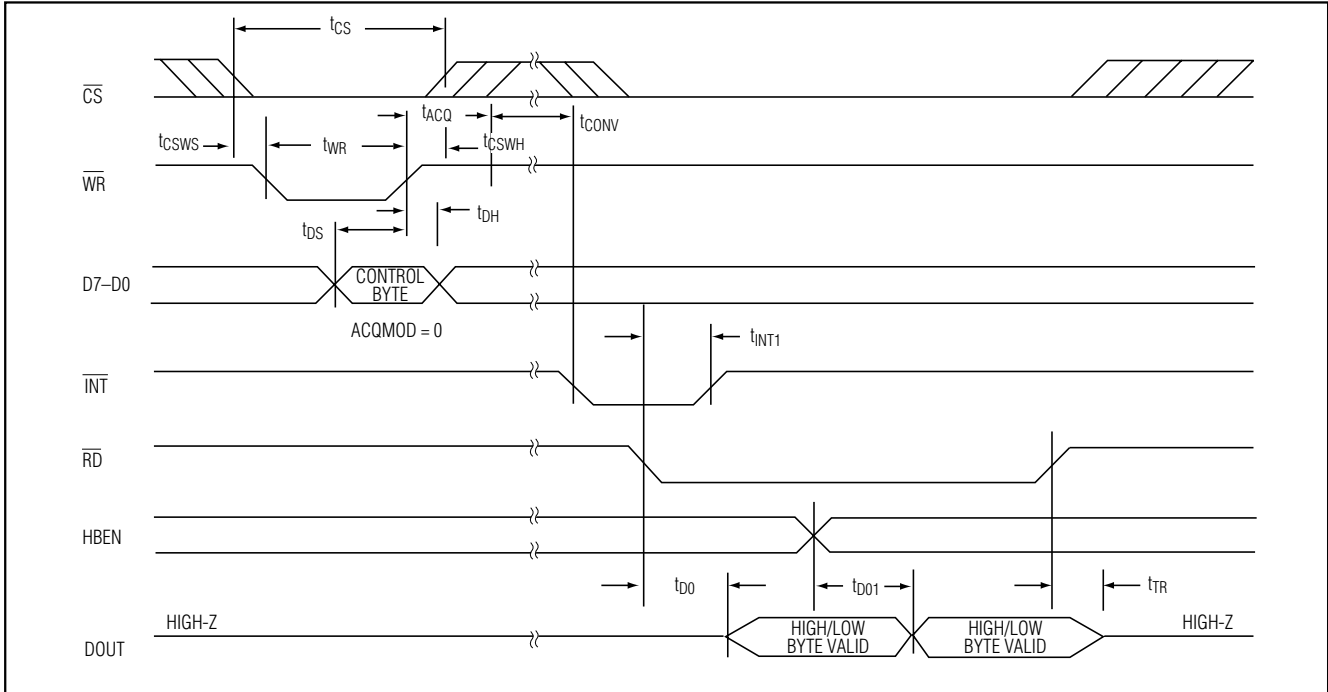 tCS
CS
tACQ
tCONV
tCSWS
tWR
tCSWH
WR
tDH
tDS
D7–D0
CONTROL
BYTE
ACQMOD = 0
tINT1
INT
RD
HBEN
tD0
tD01
tTR
HIGH-Z
HIGH/LOW
BYTE VALID
HIGH/LOW
BYTE VALID
HIGH-Z
DOUT